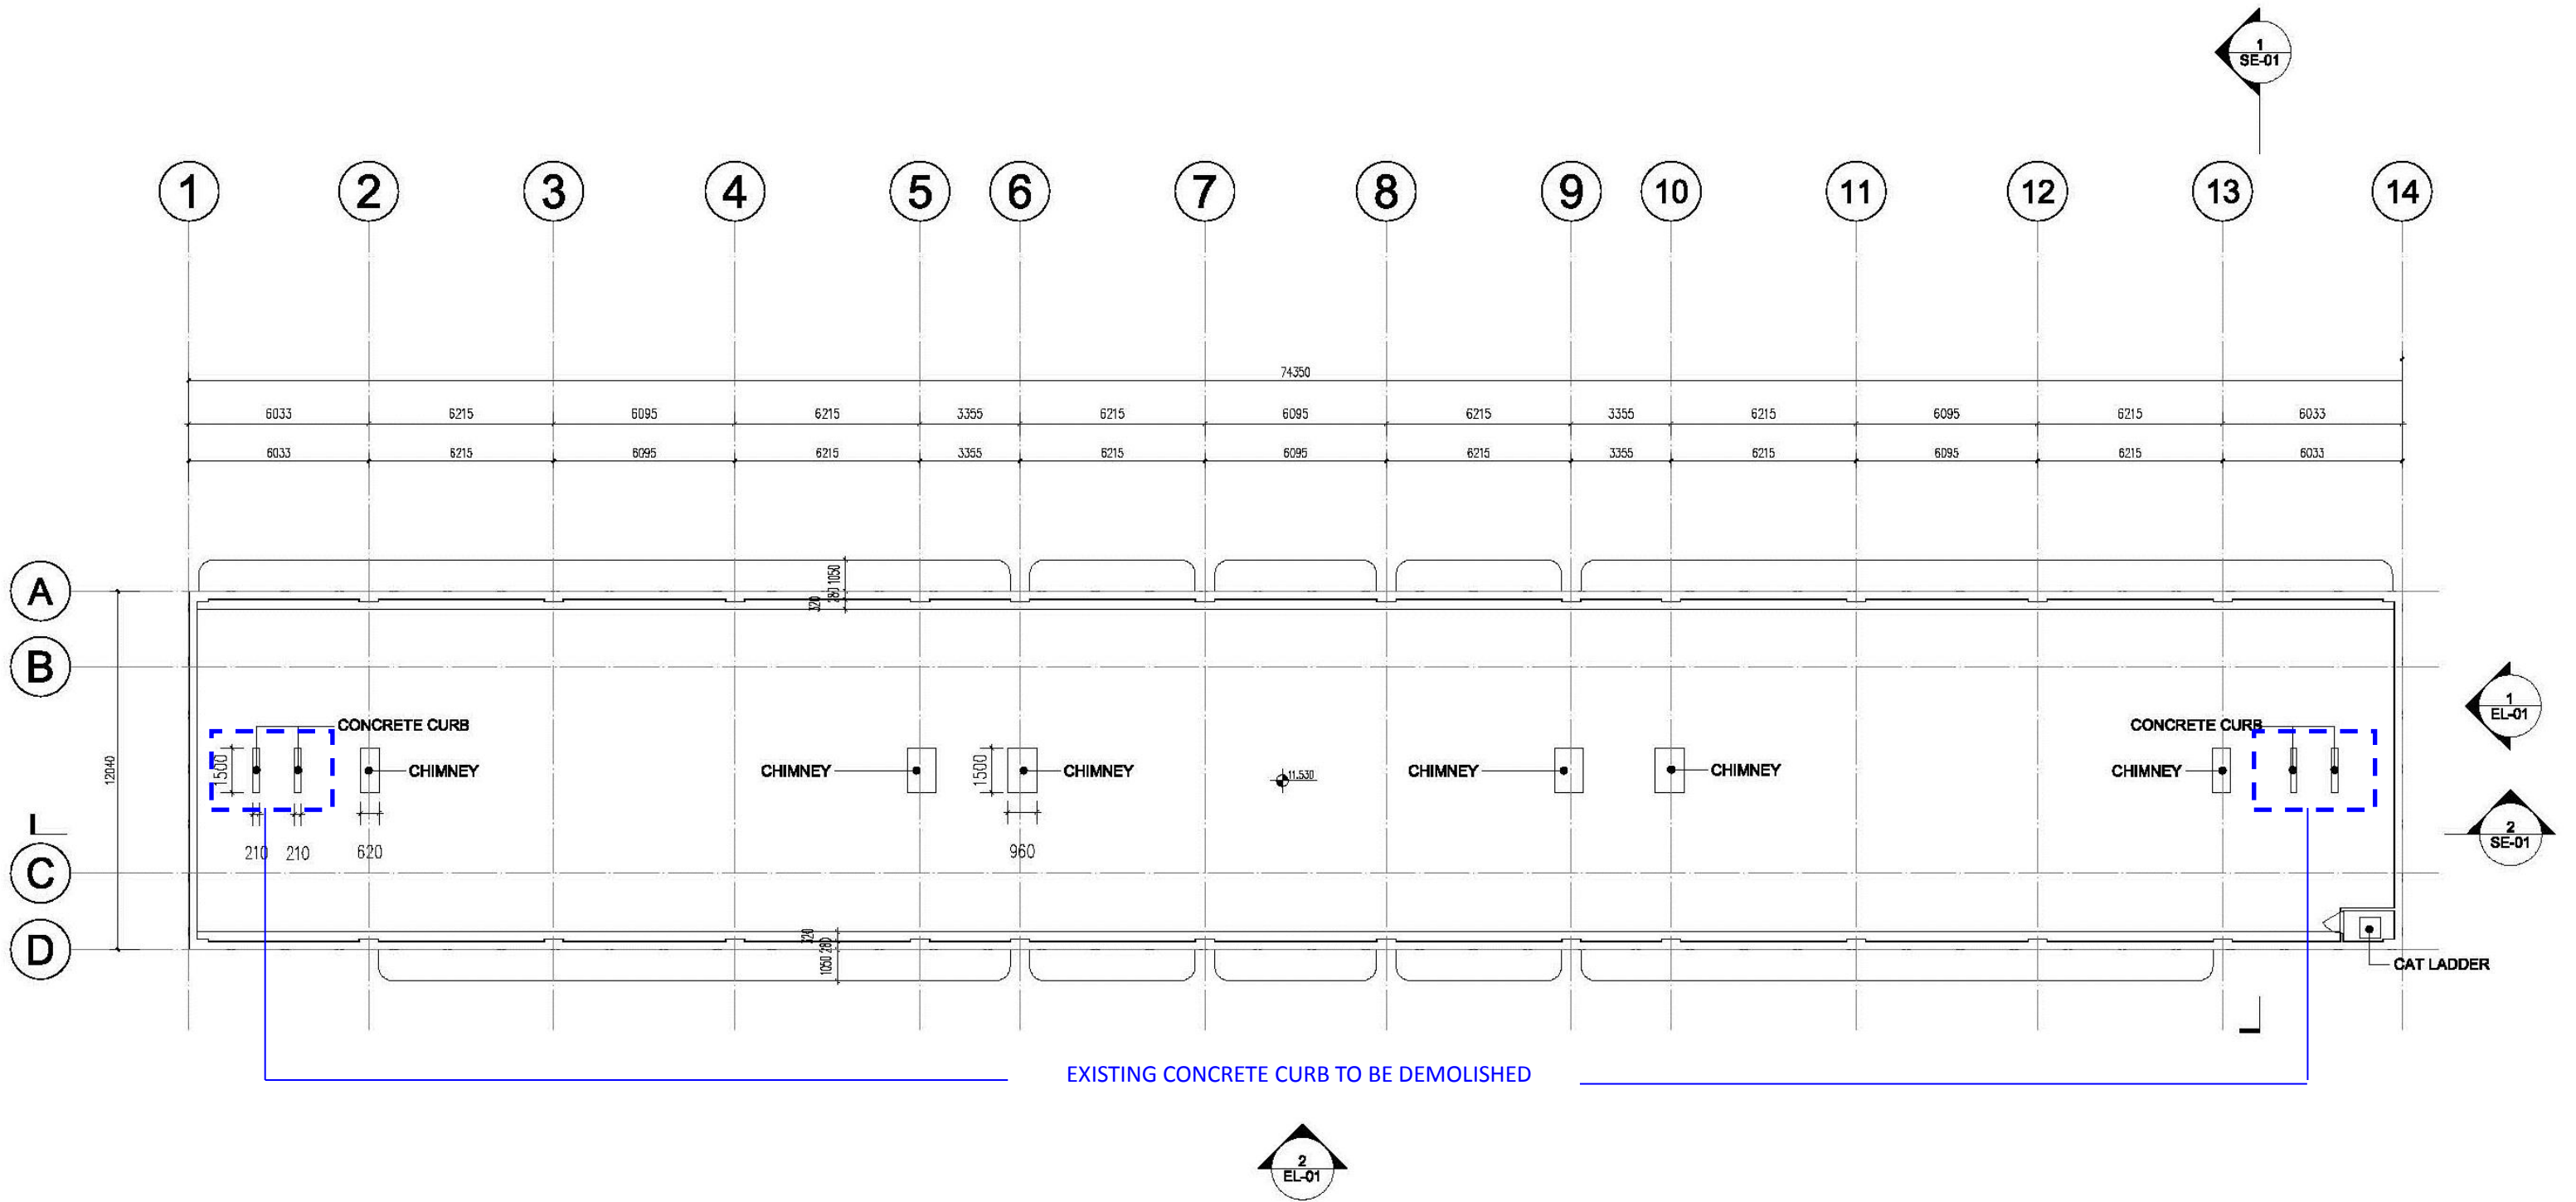 1
SE-01
1 2 3 4 5 6 7 8 9 10 11 12 13 14
74350
6033 6215 6095 6215 3355 6215 6095 6215 3355 6215 6095 6215 6033
6033 6215 6095 6215 3355 6215 6095 6215 3355 6215 6095 6215 6033
A
1050
280
320
B
1
EL-01
CONCRETE CURB
CONCRETE CURB
12040
1500
CHIMNEY
CHIMNEY
1500
CHIMNEY
11.530
CHIMNEY
CHIMNEY
CHIMNEY
2
SE-01
210 210 620 960
C
320
280
1050
D
CAT LADDER
EXISTING CONCRETE CURB TO BE DEMOLISHED
2
EL-01